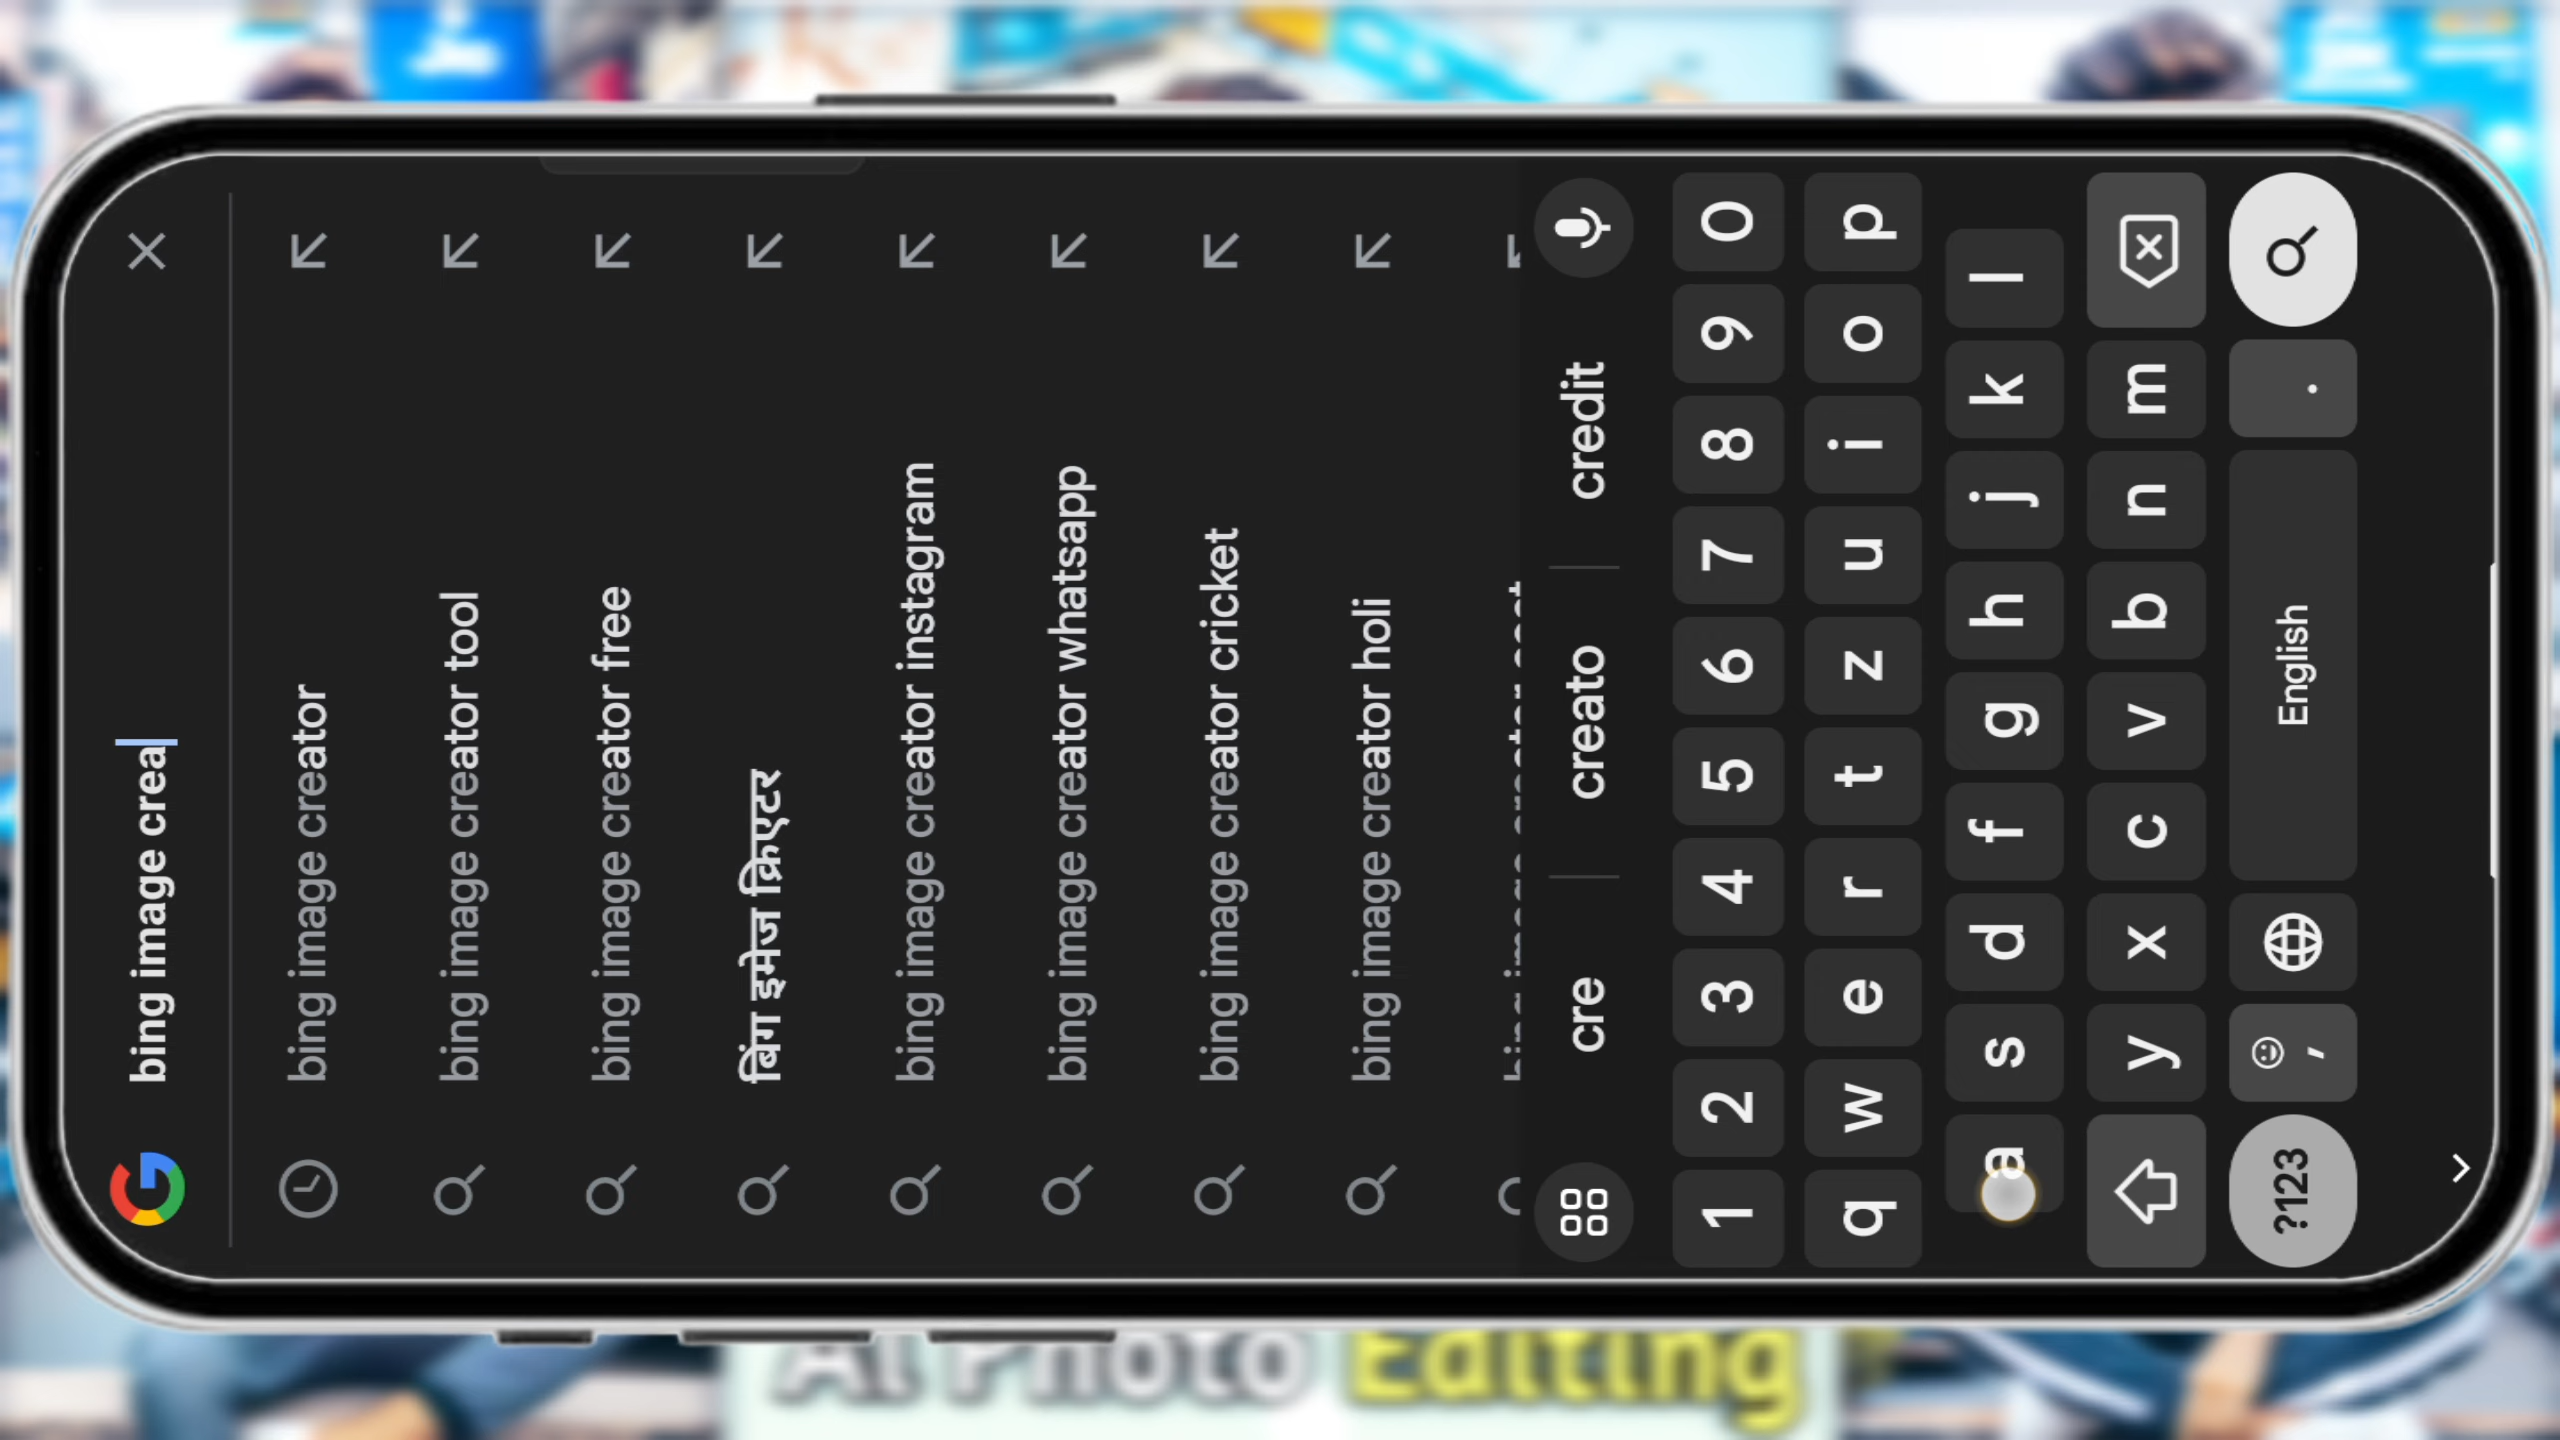 bing image crea
bing image creator
bing image creator tool
bing image creator free
बिंग इमेज क्रिएटर
bing image creator instagram
bing image creator whatsapp
bing image creator cricket
bing image creator holi
cre creato credit
1 2 3 4 5 6 7 8 9 0
q w e r t z u i o p
a s d f g h j k l
y x c v b n m
?123 , English .
AI Photo Editing